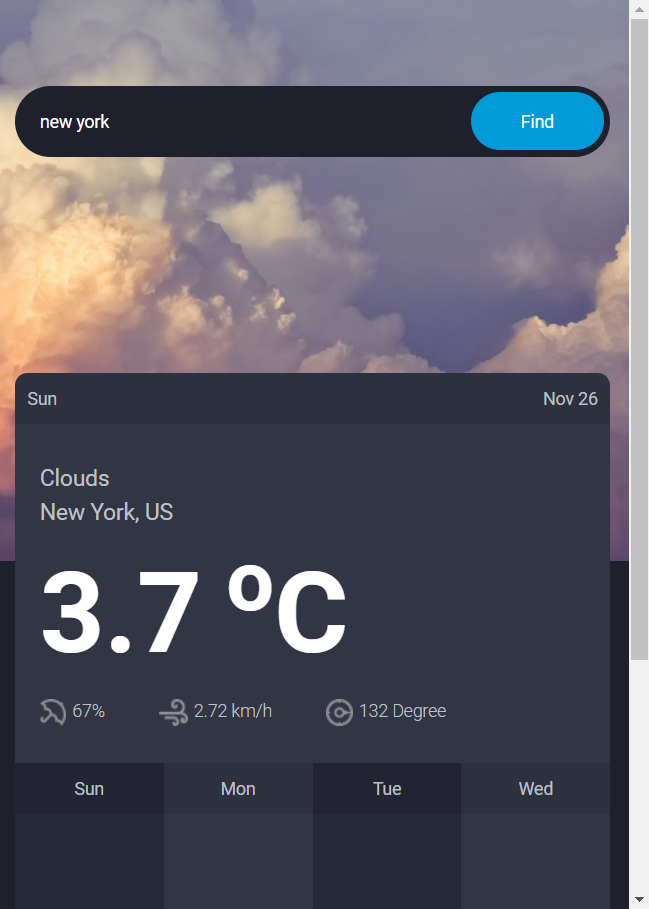 new york
Find
Sun
Nov 26
Clouds
New York, US
3.7 ºC
67%
2.72 km/h
132 Degree
Sun
Mon
Tue
Wed